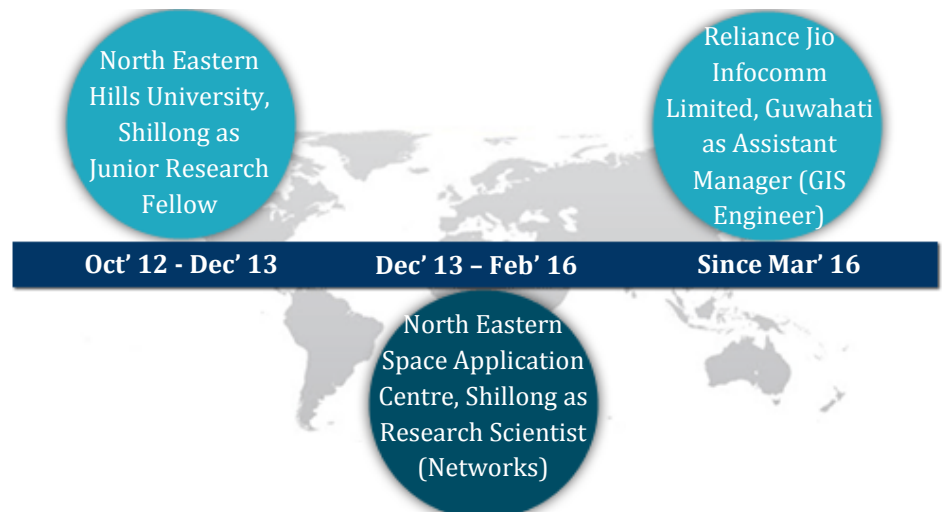 North Eastern
Hills University,
Shillong as
Junior Research
Fellow
Reliance Jio
Infocomm
Limited, Guwahati
as Assistant
Manager (GIS
Engineer)
Oct’ 12 - Dec’ 13
Dec’ 13 – Feb’ 16
Since Mar’ 16
North Eastern
Space Application
Centre, Shillong as
Research Scientist
(Networks)